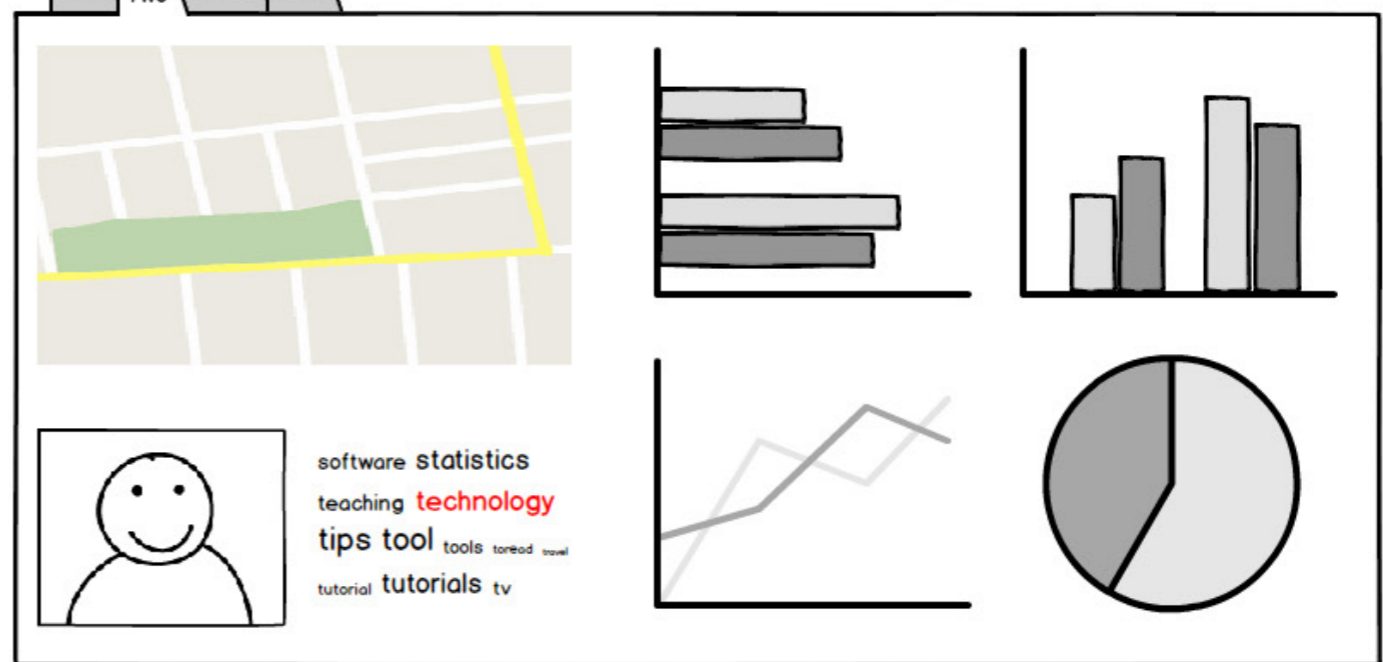 software statistics
teaching technology
tips tool tools toread travel
tutorial tutorials tv